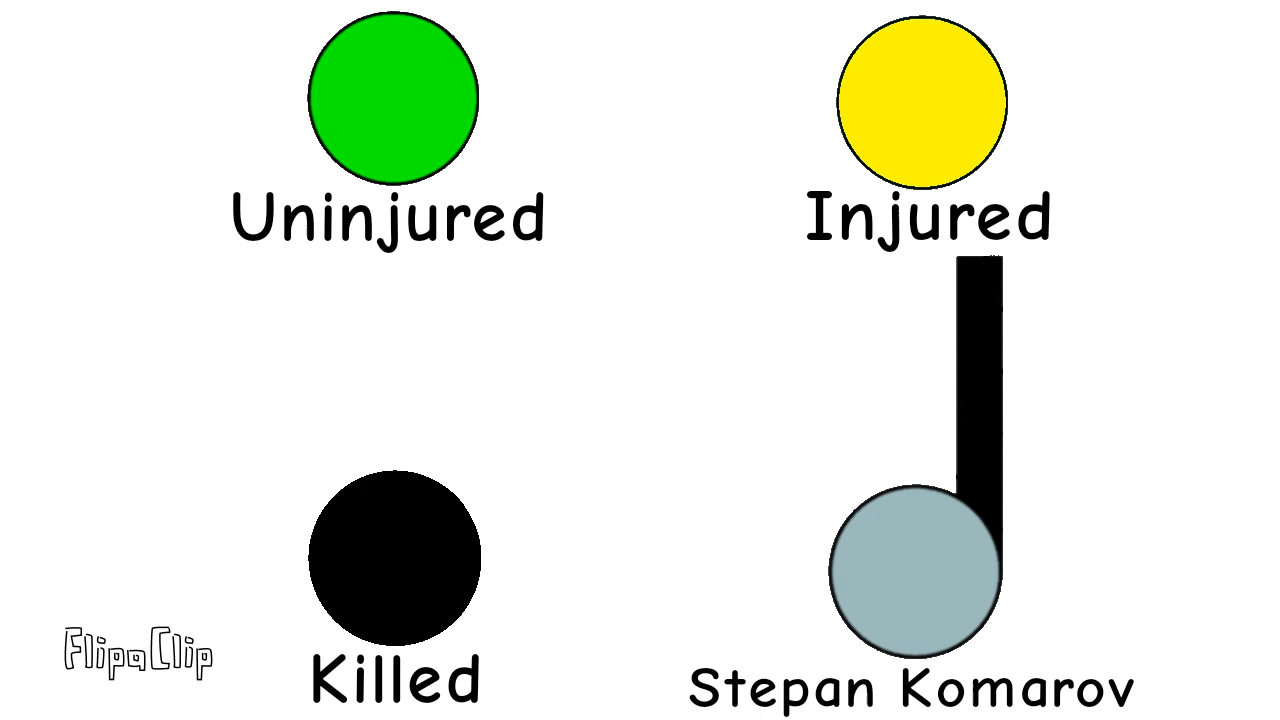 Uninjured
Injured
Killed
Stepan Komarov
FlipaClip